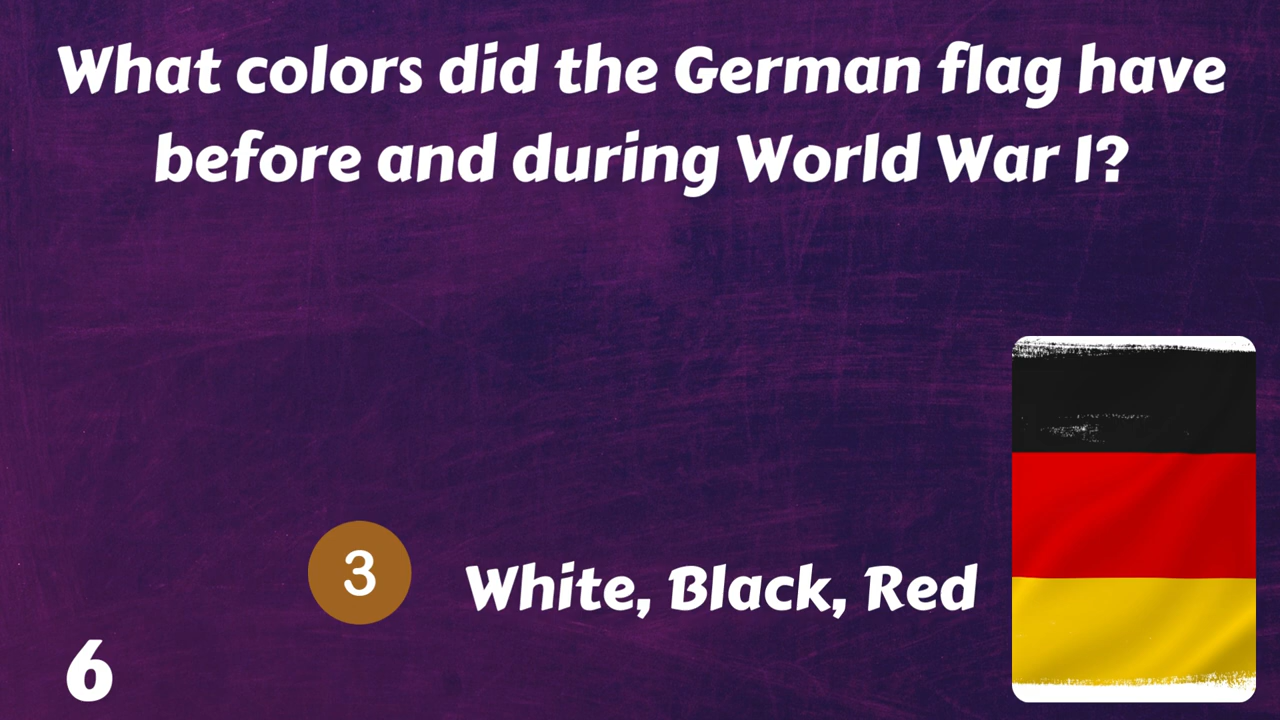 What colors did the German flag have
before and during World War I?
3
White, Black, Red
6